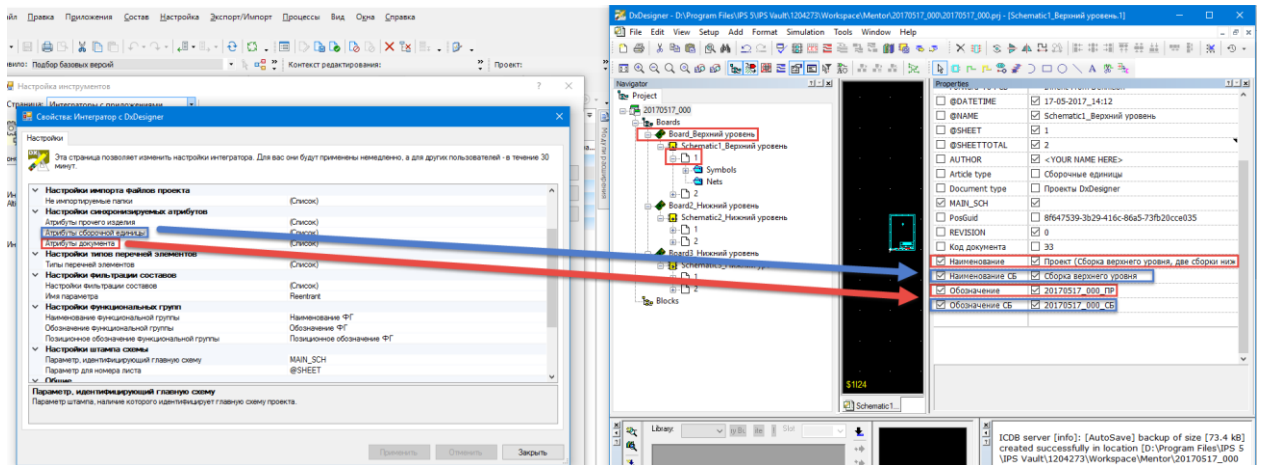 айл Правка Приложения Состав Настройка Экспорт/Импорт Процессы Вид Окна Справка
Подбор базовых версий
Контекст редактирования:
Проект:
Настройка инструментов
Страница: Интеграторы с приложениями
Свойства: Интегратор с DxDesigner
Настройки
Эта страница позволяет изменить настройки интегратора. Для вас они будут применены немедленно, а для других пользователей - в течение 30
минут.
Настройки импорта файлов проекта
Не импортируемые папки (Список)
Настройки синхронизируемых атрибутов
Атрибуты прочего изделия (Список)
Атрибуты сборочной единицы (Список)
Атрибуты документа (Список)
Настройки типов перечней элементов
Типы перечней элементов (Список)
Настройки фильтрации составов
Настройки фильтрации составов (Список)
Имя параметра Reentrant
Настройки функциональных групп
Наименование функциональной группы Наименование ФГ
Обозначение функциональной группы Обозначение ФГ
Позиционное обозначение функциональной группы Позиционное обозначение ФГ
Настройки штампа схемы
Параметр, идентифицирующий главную схему MAIN_SCH
Параметр для номера листа @SHEET
Общие
Параметр, идентифицирующий главную схему
Параметр штампа, наличие которого идентифицирует главную схему проекта.
Применить Отменить Закрыть
Модули расширения
DxDesigner - D:\Program Files\IPS 5\IPS Vault\1204273\Workspace\Mentor\20170517_000\20170517_000.prj - [Schematic1_Верхний уровень.1]
File Edit View Setup Add Format Simulation Tools Window Help
Navigator
Project
20170517_000
Boards
Board_Верхний уровень
Schematic1_Верхний уровень
1
Symbols
Nets
2
Board2_Нижний уровень
Schematic2_Нижний уровень
1
2
Board3_Нижний уровень
1
2
Blocks
$1I24
Schematic1...
Properties
@DATETIME 17-05-2017_14:12
@NAME Schematic1_Верхний уровень
@SHEET 1
@SHEETTOTAL 2
AUTHOR <YOUR NAME HERE>
Article type Сборочные единицы
Document type Проекты DxDesigner
MAIN_SCH
PosGuid 8f647539-3b29-416c-86a5-73fb20cce035
REVISION 0
Код документа 33
Наименование Проект (Сборка верхнего уровня, две сборки ниж
Наименование СБ Сборка верхнего уровня
Обозначение 20170517_000_ПР
Обозначение СБ 20170517_000_СБ
Library: Slot
ICDB server [info]: [AutoSave] backup of size [73.4 kB]
created successfully in location [D:\Program Files\IPS 5
\IPS Vault\1204273\Workspace\Mentor\20170517_000